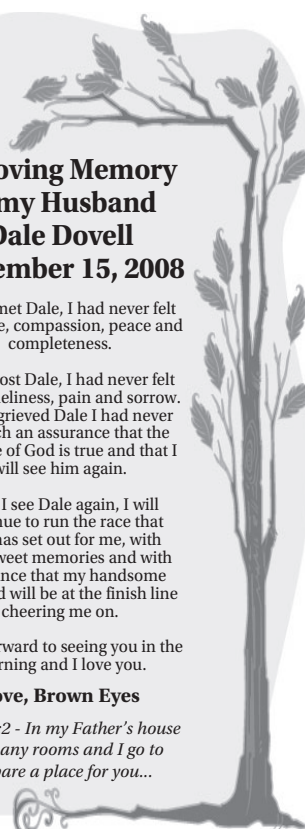 oving Memory
my Husband
Dale Dovell
ember 15, 2008
met Dale, I had never felt
e, compassion, peace and
completeness.
ost Dale, I had never felt
eliness, pain and sorrow.
grieved Dale I had never
ch an assurance that the
e of God is true and that I
will see him again.
I see Dale again, I will
nue to run the race that
has set out for me, with
weet memories and with
nce that my handsome
d will be at the finish line
cheering me on.
rward to seeing you in the
rning and I love you.
ove, Brown Eyes
:2 - In my Father's house
any rooms and I go to
pare a place for you...